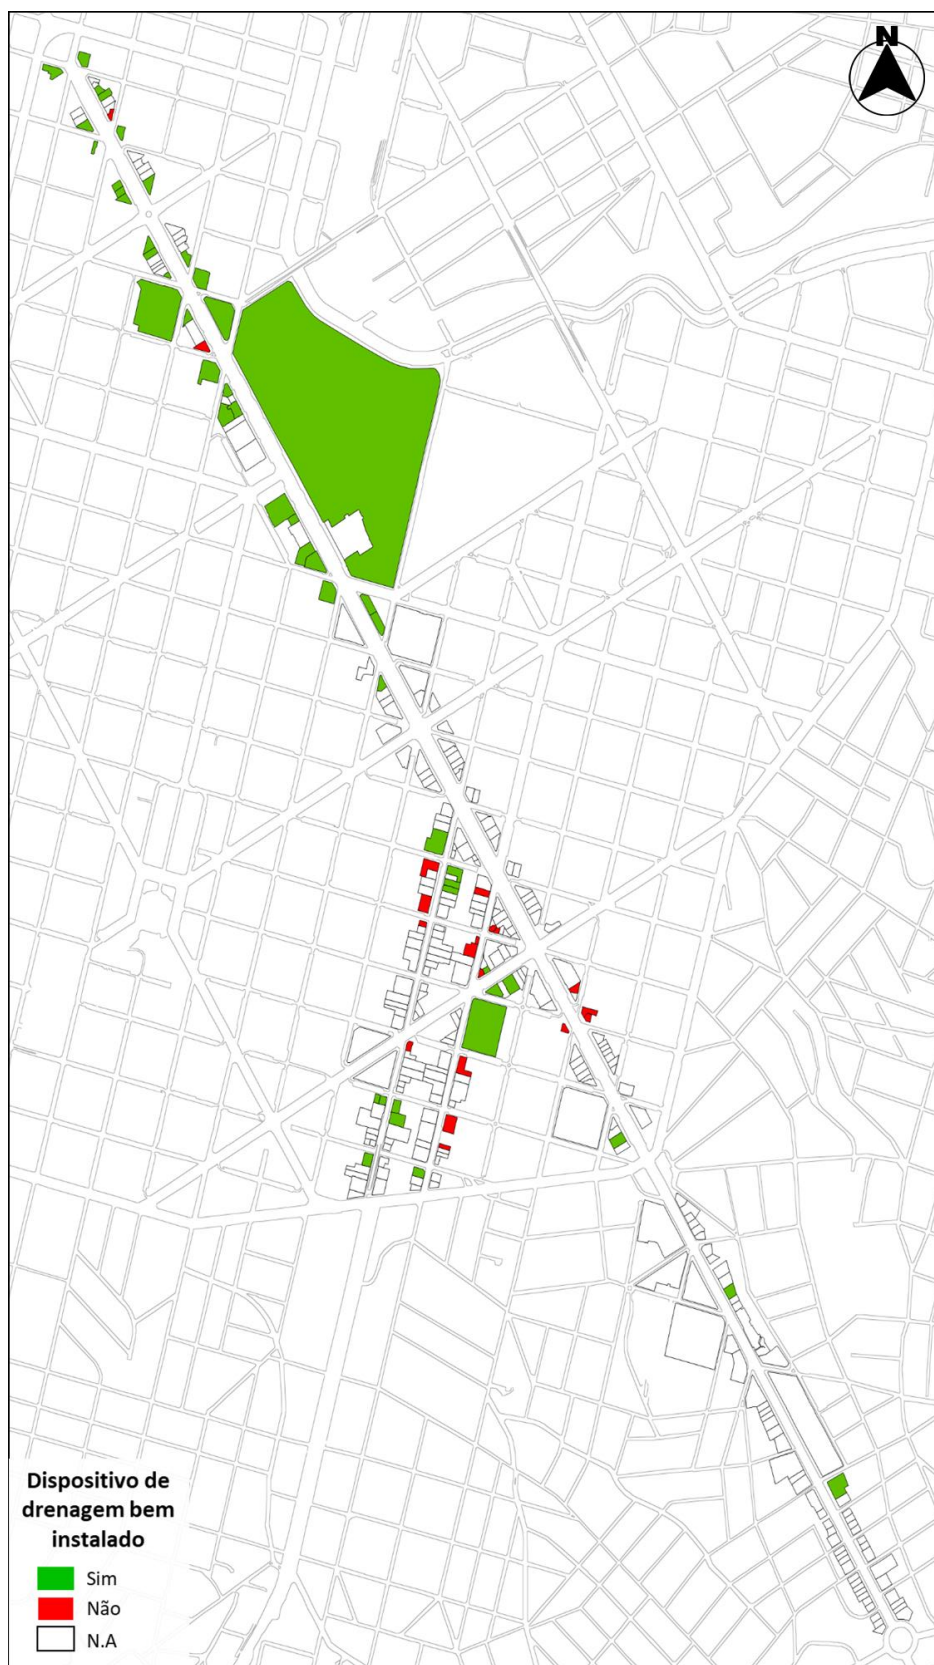 N
Dispositivo de
drenagem bem
instalado
Sim
Não
N.A